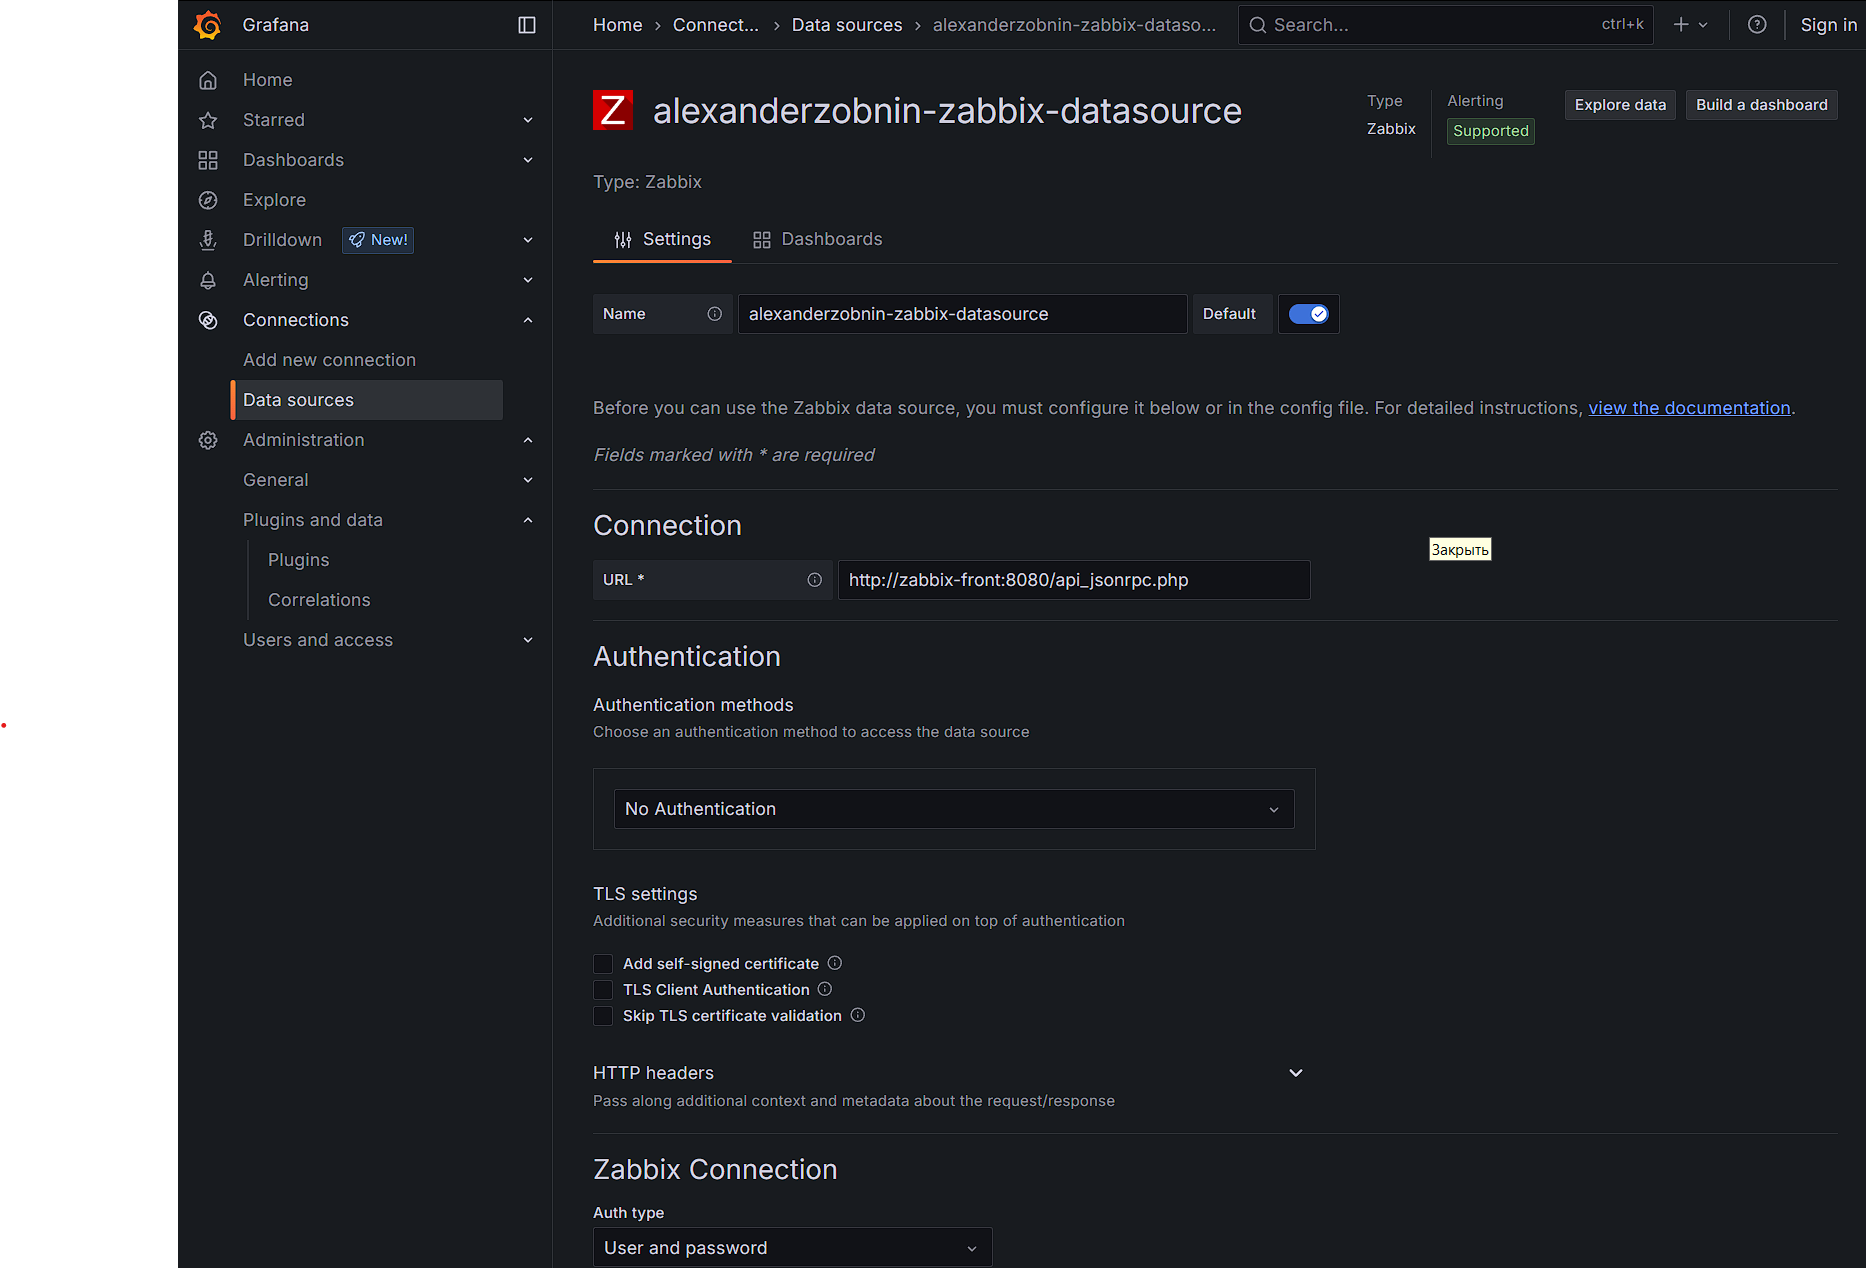 Grafana
Home › Connect... › Data sources › alexanderzobnin-zabbix-dataso...
Search...
ctrl+k
Sign in
Home
Starred
Dashboards
Explore
Drilldown
New!
Alerting
Connections
Add new connection
Data sources
Administration
General
Plugins and data
Plugins
Correlations
Users and access
Z
alexanderzobnin-zabbix-datasource
Type
Zabbix
Alerting
Supported
Explore data
Build a dashboard
Type: Zabbix
Settings
Dashboards
Name
alexanderzobnin-zabbix-datasource
Default
Before you can use the Zabbix data source, you must configure it below or in the config file. For detailed instructions, view the documentation.
Fields marked with * are required
Connection
Закрыть
URL *
http://zabbix-front:8080/api_jsonrpc.php
Authentication
Authentication methods
Choose an authentication method to access the data source
No Authentication
TLS settings
Additional security measures that can be applied on top of authentication
Add self-signed certificate
TLS Client Authentication
Skip TLS certificate validation
HTTP headers
Pass along additional context and metadata about the request/response
Zabbix Connection
Auth type
User and password